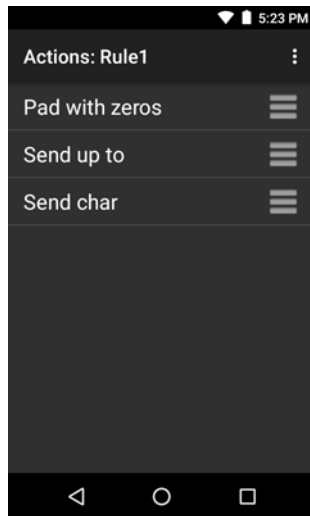 5:23 PM
Actions: Rule1
Pad with zeros
Send up to
Send char